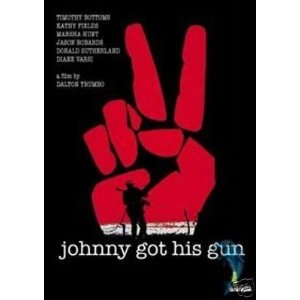 TIMOTHY BOTTOMS
KATHY FIELDS
MARSHA HUNT
JASON ROBARDS
DONALD SUTHERLAND
DIANE VARSI
a film by
DALTON TRUMBO
johnny got his gun